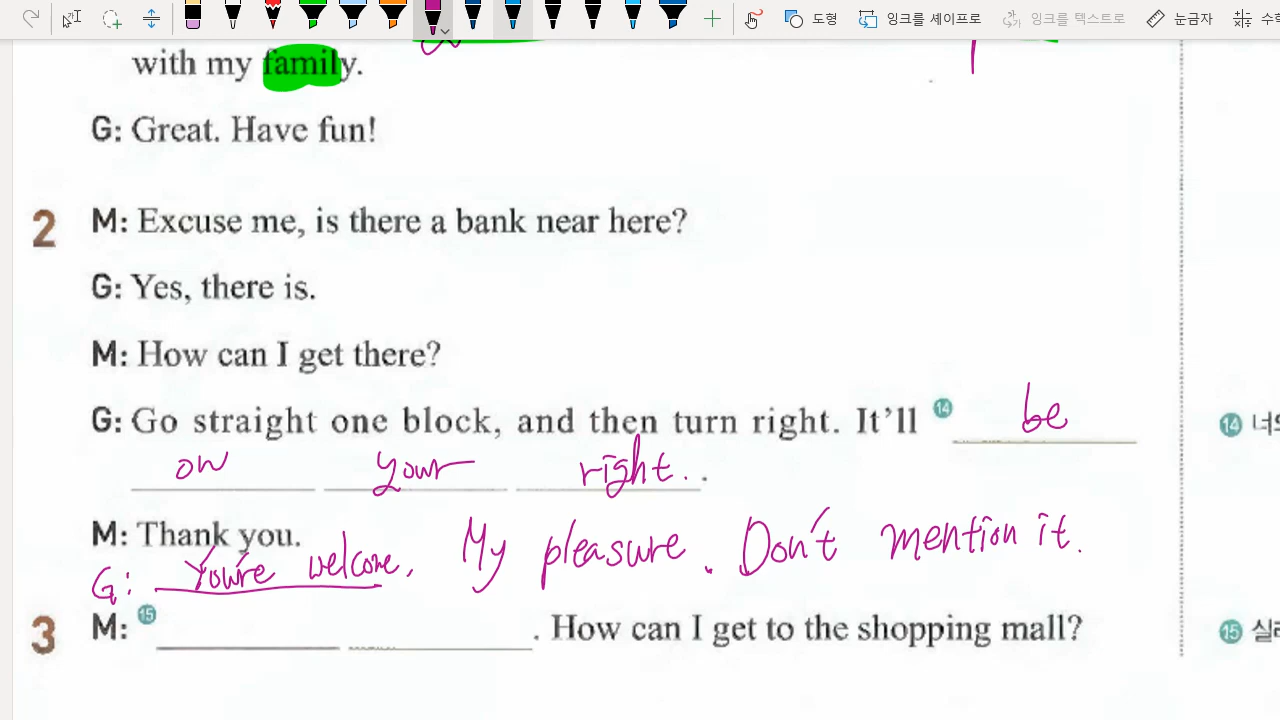 도형 잉크를 셰이프로 잉크를 텍스트로 눈금자
with my family.
G: Great. Have fun!
2 M: Excuse me, is there a bank near here?
G: Yes, there is.
M: How can I get there?
G: Go straight one block, and then turn right. It'll 14 be
on your right. .
14
M: Thank you.
G: You're welcome. My pleasure. Don't mention it.
3 M: 15 . How can I get to the shopping mall?
15